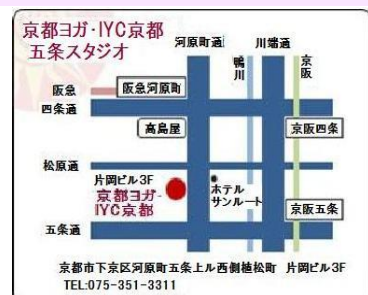 京都ヨガ・IYC京都
五条スタジオ
河原町通
川端通
鴨川
京阪
阪急
阪急河原町
四条通
高島屋
京阪四条
松原通
片岡ビル3F
京都ヨガ-
IYC京都
ホテル
サンルート
京阪五条
五条通
京都市下京区河原町五条上ル西側植松町 片岡ビル3F
TEL:075-351-3311